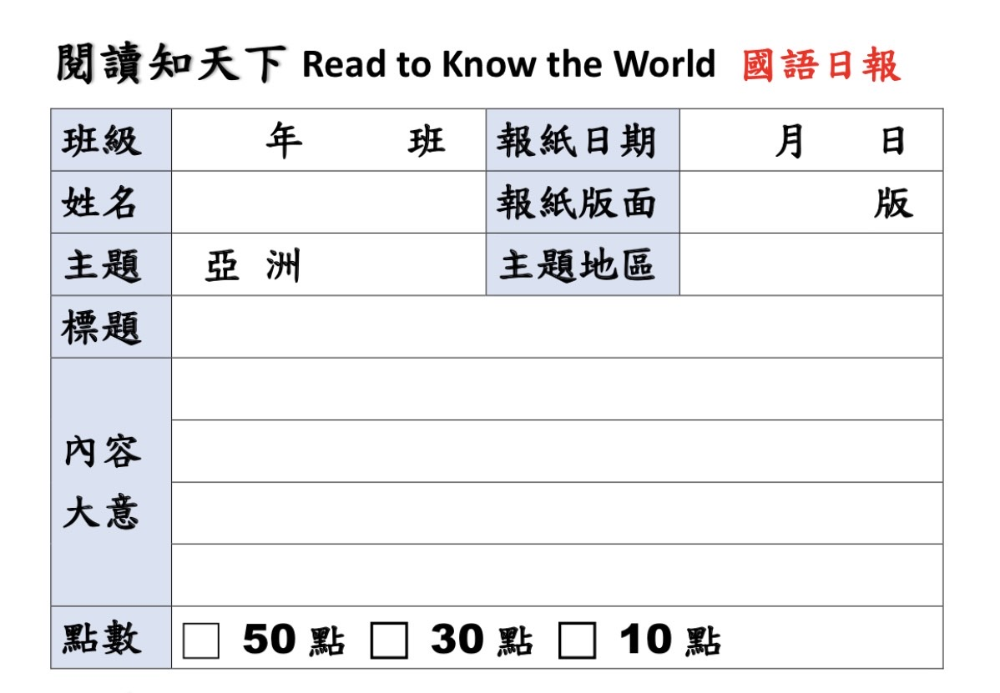 閱讀知天下 Read to Know the World 國語日報
班級 年 班 報紙日期 月 日
姓名 報紙版面 版
主題 亞洲 主題地區
標題
內容
大意
點數 □ 50 點 □ 30 點 □ 10 點